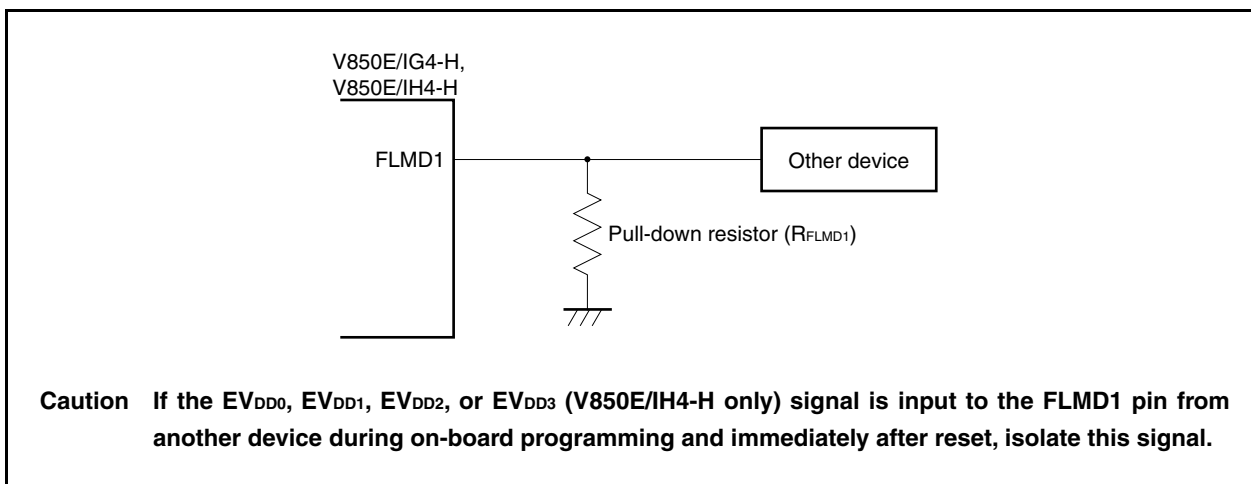 V850E/IG4-H,
V850E/IH4-H
FLMD1
Other device
Pull-down resistor (RFLMD1)
Caution If the EVDD0, EVDD1, EVDD2, or EVDD3 (V850E/IH4-H only) signal is input to the FLMD1 pin from
another device during on-board programming and immediately after reset, isolate this signal.